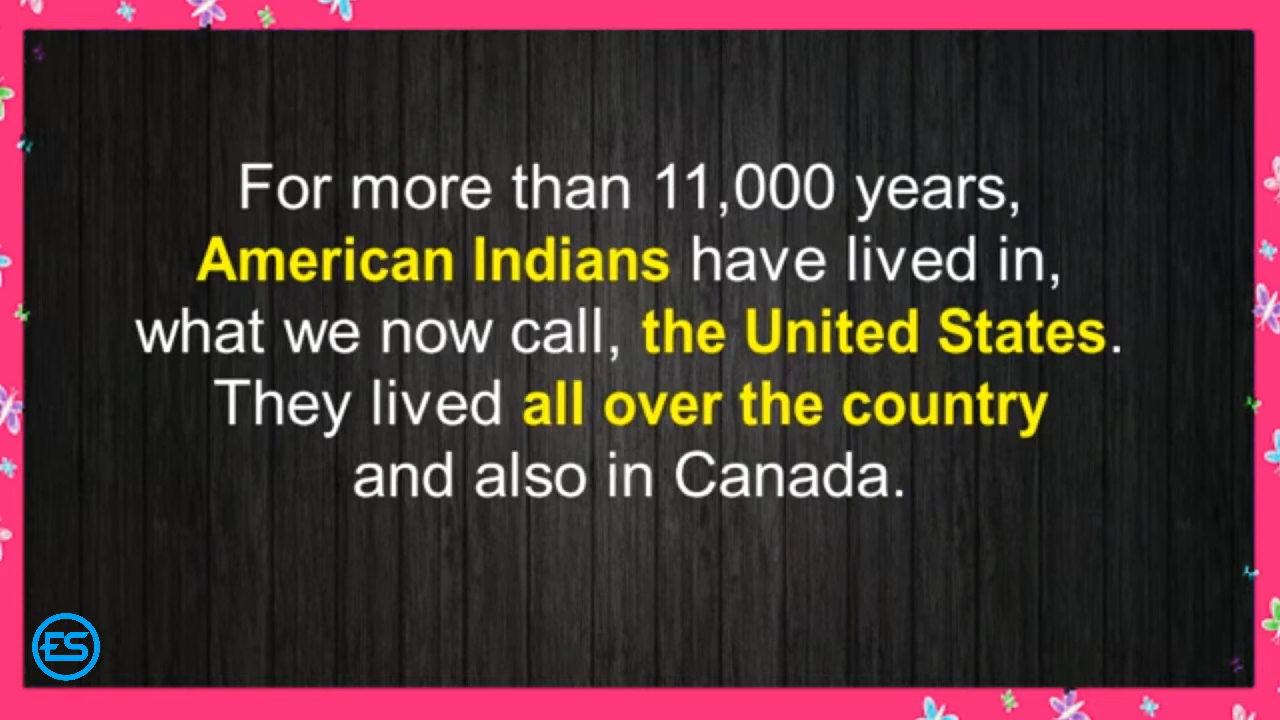 For more than 11,000 years,
American Indians have lived in,
what we now call, the United States.
They lived all over the country
and also in Canada.
ES